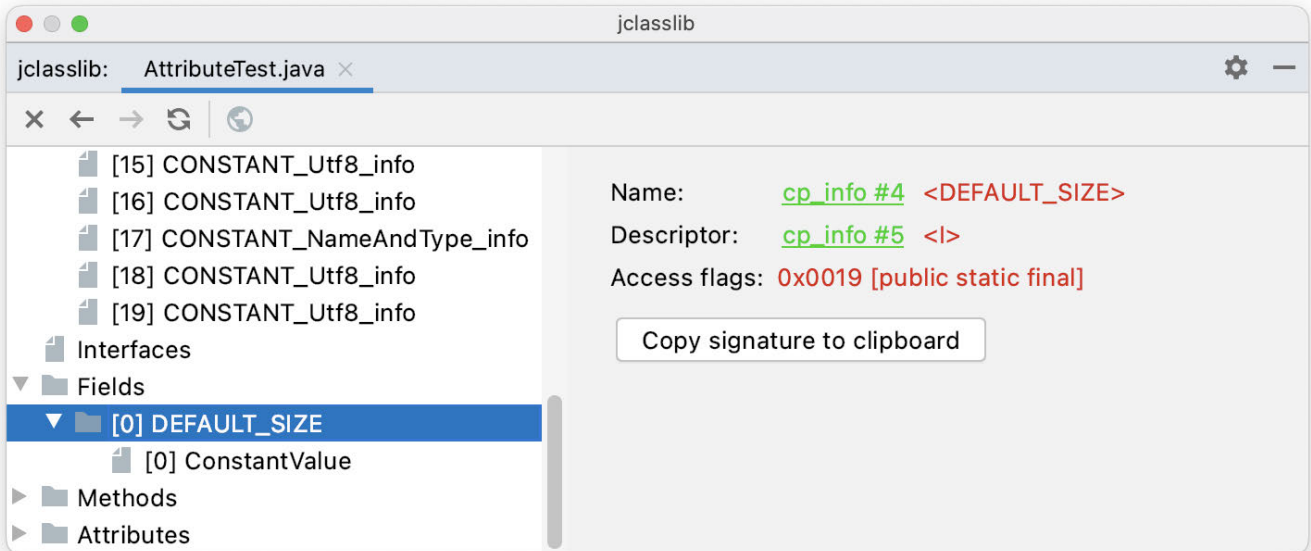 jclasslib
jclasslib: AttributeTest.java
[15] CONSTANT_Utf8_info
[16] CONSTANT_Utf8_info
[17] CONSTANT_NameAndType_info
[18] CONSTANT_Utf8_info
[19] CONSTANT_Utf8_info
Interfaces
Fields
[0] DEFAULT_SIZE
[0] ConstantValue
Methods
Attributes
Name: cp_info #4 <DEFAULT_SIZE>
Descriptor: cp_info #5 <I>
Access flags: 0x0019 [public static final]
Copy signature to clipboard